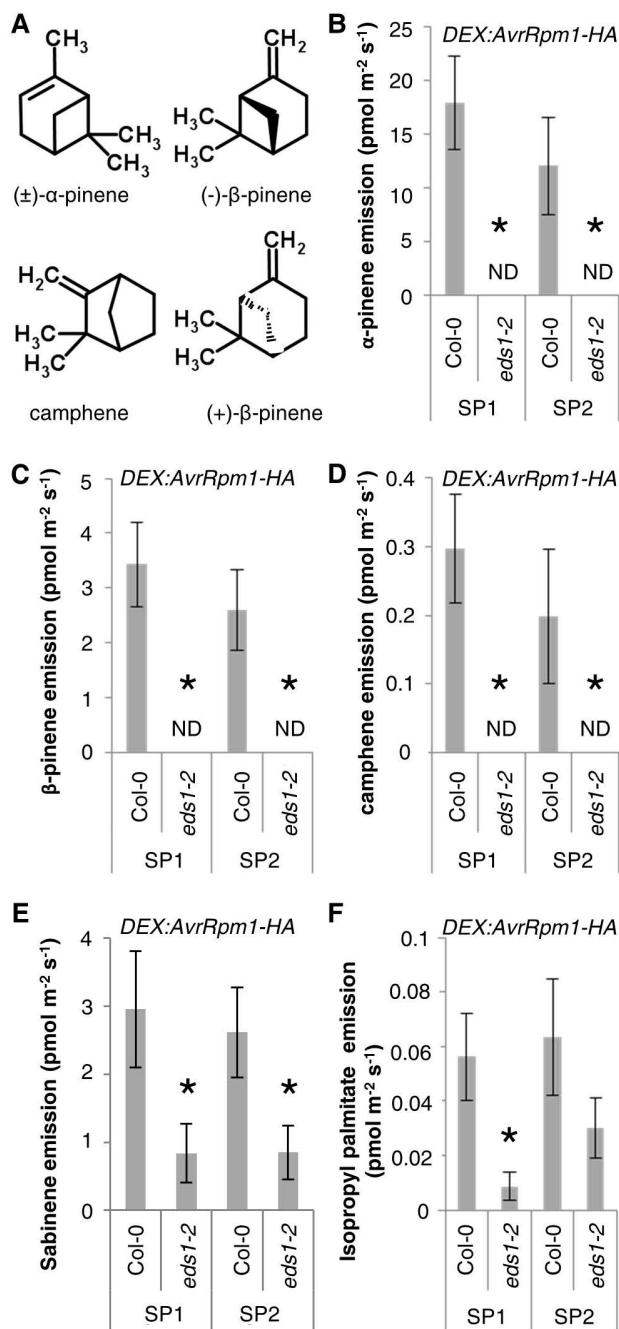 A
CH₃
CH₃
CH₃
(±)-α-pinene
CH₂
H₃C
H₃C
(-)-β-pinene
H₂C
H₃C
H₃C
camphene
CH₂
H₃C
H₃C
(+)-β-pinene
B
DEX:AvrRpm1-HA
α-pinene emission (pmol m⁻² s⁻¹)
25
20
15
10
5
0
* *
ND ND
Col-0 eds1-2 Col-0 eds1-2
SP1 SP2
C
DEX:AvrRpm1-HA
β-pinene emission (pmol m⁻² s⁻¹)
5
4
3
2
1
0
* *
ND ND
Col-0 eds1-2 Col-0 eds1-2
SP1 SP2
D
DEX:AvrRpm1-HA
camphene emission (pmol m⁻² s⁻¹)
0.4
0.3
0.2
0.1
0
* *
ND ND
Col-0 eds1-2 Col-0 eds1-2
SP1 SP2
E
DEX:AvrRpm1-HA
Sabinene emission (pmol m⁻² s⁻¹)
4
3
2
1
0
* *
Col-0 eds1-2 Col-0 eds1-2
SP1 SP2
F
DEX:AvrRpm1-HA
Isopropyl palmitate emission
(pmol m⁻² s⁻¹)
0.1
0.08
0.06
0.04
0.02
0
*
Col-0 eds1-2 Col-0 eds1-2
SP1 SP2